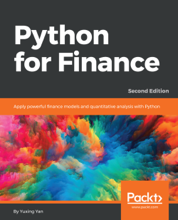 Python
for Finance
Second Edition
Apply powerful finance models and quantitative analysis with Python
By Yuxing Yan
Packt>